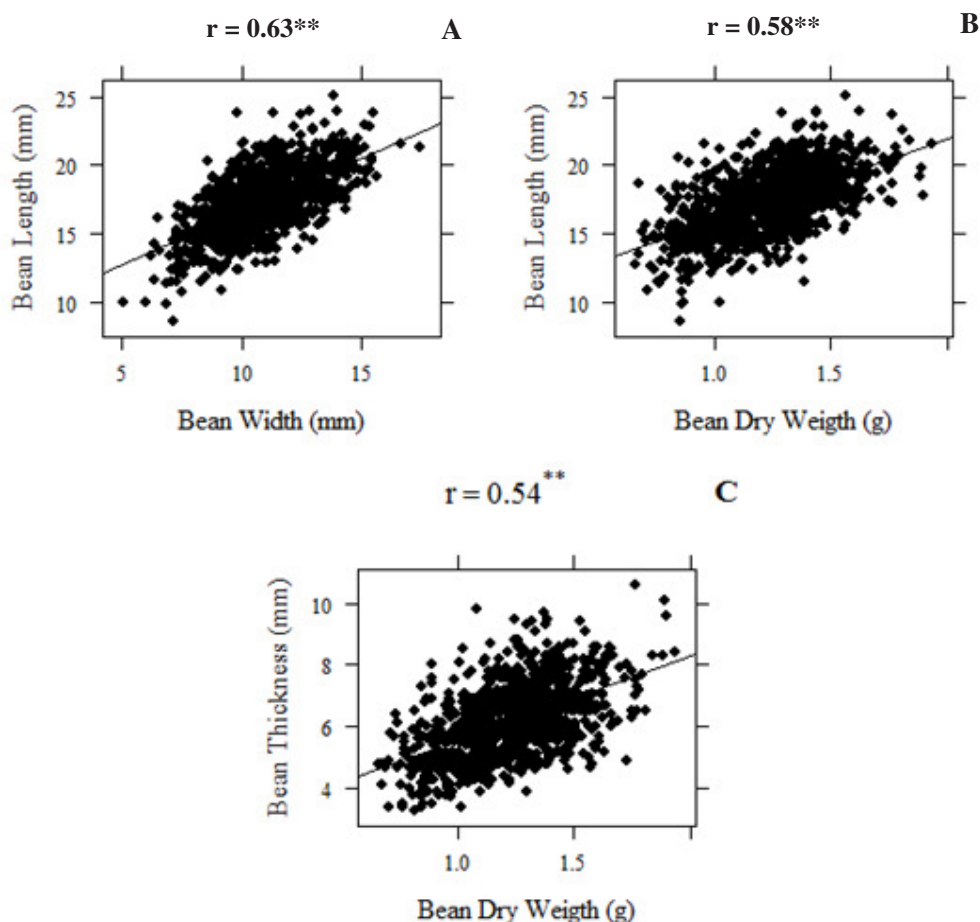 r = 0.63**
A
Bean Length (mm)
25
20
15
10
5
10
15
Bean Width (mm)
r = 0.58**
B
Bean Length (mm)
25
20
15
10
1.0
1.5
Bean Dry Weigth (g)
r = 0.54**
C
Bean Thickness (mm)
10
8
6
4
1.0
1.5
Bean Dry Weigth (g)